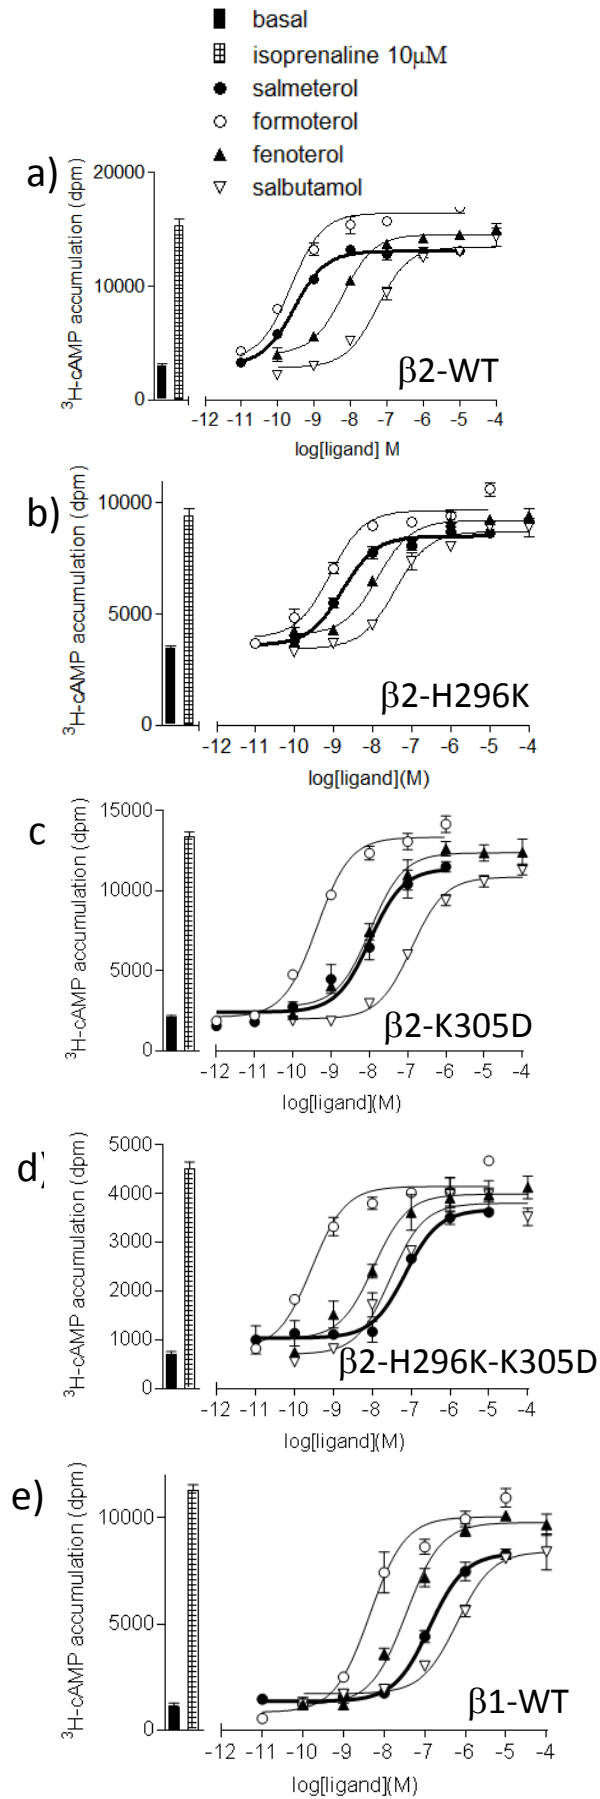 basal
isoprenaline 10μM
salmeterol
formoterol
fenoterol
salbutamol
a)
³H-cAMP accumulation (dpm)
20000
10000
0
-12 -11 -10 -9 -8 -7 -6 -5 -4
log[ligand] M
β2-WT
b)
³H-cAMP accumulation (dpm)
10000
5000
0
-12 -11 -10 -9 -8 -7 -6 -5 -4
log[ligand](M)
β2-H296K
c
³H-cAMP accumulation (dpm)
15000
10000
5000
0
-12 -11 -10 -9 -8 -7 -6 -5 -4
log[ligand](M)
β2-K305D
d)
³H-cAMP accumulation (dpm)
5000
4000
3000
2000
1000
0
-12 -11 -10 -9 -8 -7 -6 -5 -4
log[ligand](M)
β2-H296K-K305D
e)
³H-cAMP accumulation (dpm)
10000
5000
0
-12 -11 -10 -9 -8 -7 -6 -5 -4
log[ligand](M)
β1-WT